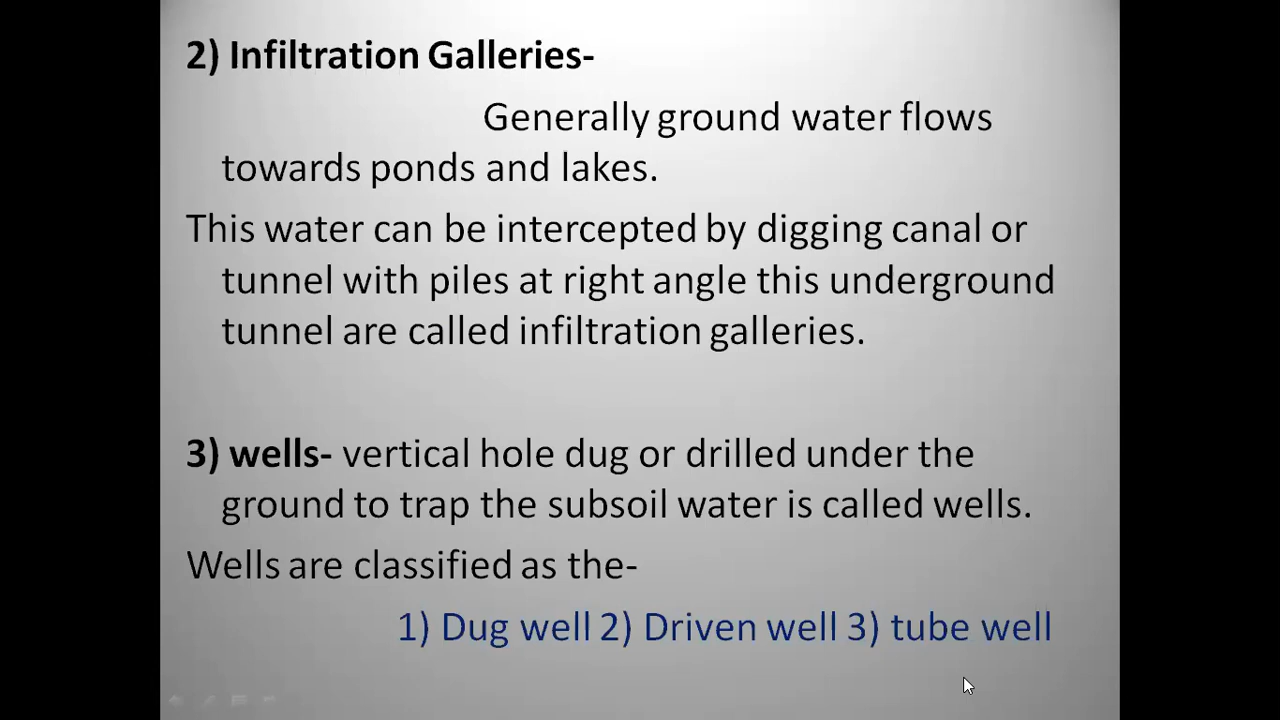 2) Infiltration Galleries-
Generally ground water flows
towards ponds and lakes.
This water can be intercepted by digging canal or
tunnel with piles at right angle this underground
tunnel are called infiltration galleries.
3) wells- vertical hole dug or drilled under the
ground to trap the subsoil water is called wells.
Wells are classified as the-
1) Dug well 2) Driven well 3) tube well